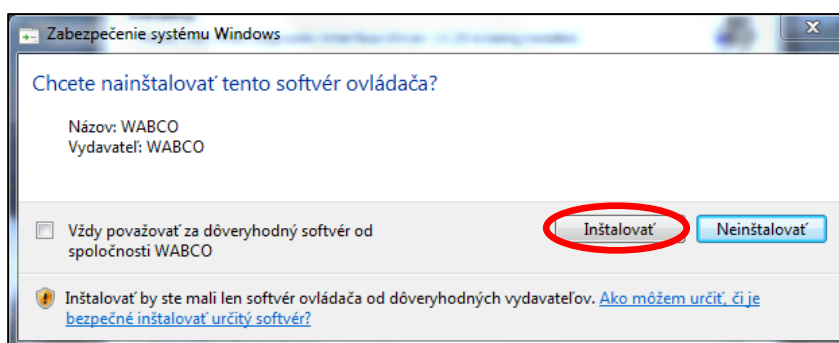 Zabezpečenie systému Windows
Chcete nainštalovať tento softvér ovládača?
Názov: WABCO
Vydavateľ: WABCO
Vždy považovať za dôveryhodný softvér od
spoločnosti WABCO
Inštalovať
Neinštalovať
Inštalovať by ste mali len softvér ovládača od dôveryhodných vydavateľov. Ako môžem určiť, či je
bezpečné inštalovať určitý softvér?